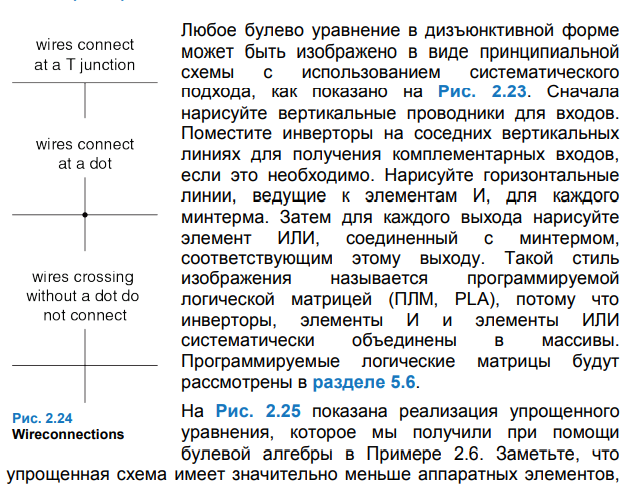 wires connect
at a T junction
wires connect
at a dot
wires crossing
without a dot do
not connect
Рис. 2.24
Wireconnections
Любое булево уравнение в дизъюнктивной форме
может быть изображено в виде принципиальной
схемы с использованием систематического
подхода, как показано на Рис. 2.23. Сначала
нарисуйте вертикальные проводники для входов.
Поместите инверторы на соседних вертикальных
линиях для получения комплементарных входов,
если это необходимо. Нарисуйте горизонтальные
линии, ведущие к элементам И, для каждого
минтерма. Затем для каждого выхода нарисуйте
элемент ИЛИ, соединенный с минтермом,
соответствующим этому выходу. Такой стиль
изображения называется программируемой
логической матрицей (ПЛМ, PLA), потому что
инверторы, элементы И и элементы ИЛИ
систематически объединены в массивы.
Программируемые логические матрицы будут
рассмотрены в разделе 5.6.
На Рис. 2.25 показана реализация упрощенного
уравнения, которое мы получили при помощи
булевой алгебры в Примере 2.6. Заметьте, что
упрощенная схема имеет значительно меньше аппаратных элементов,